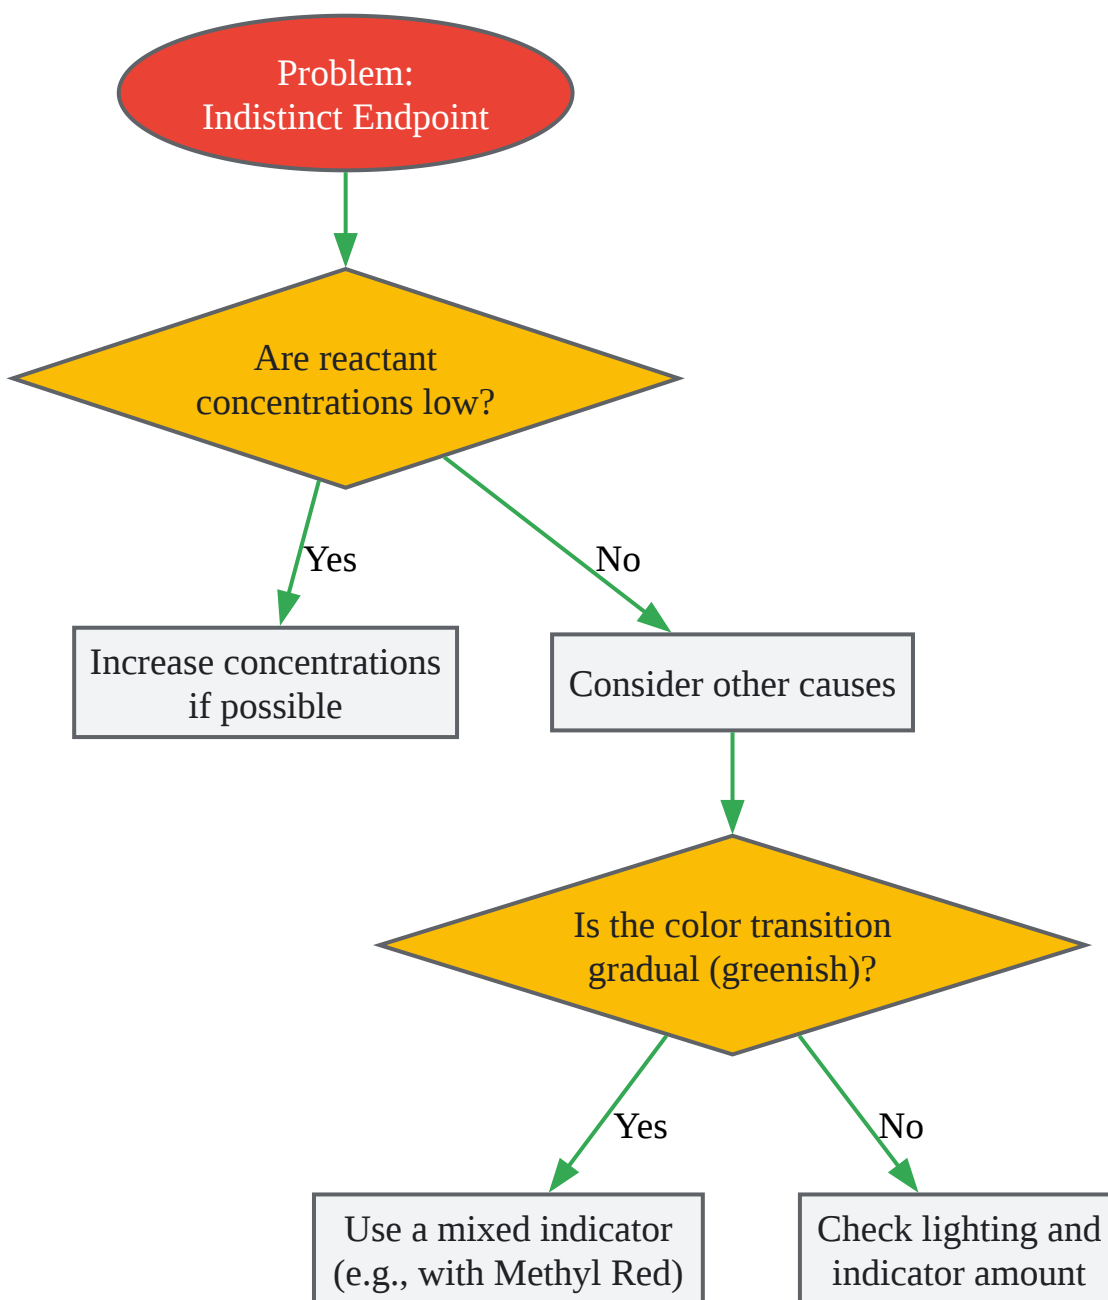 Problem:
Indistinct Endpoint
Are reactant
concentrations low?
Yes
No
Increase concentrations
if possible
Consider other causes
Is the color transition
gradual (greenish)?
Yes
No
Use a mixed indicator
(e.g., with Methyl Red)
Check lighting and
indicator amount